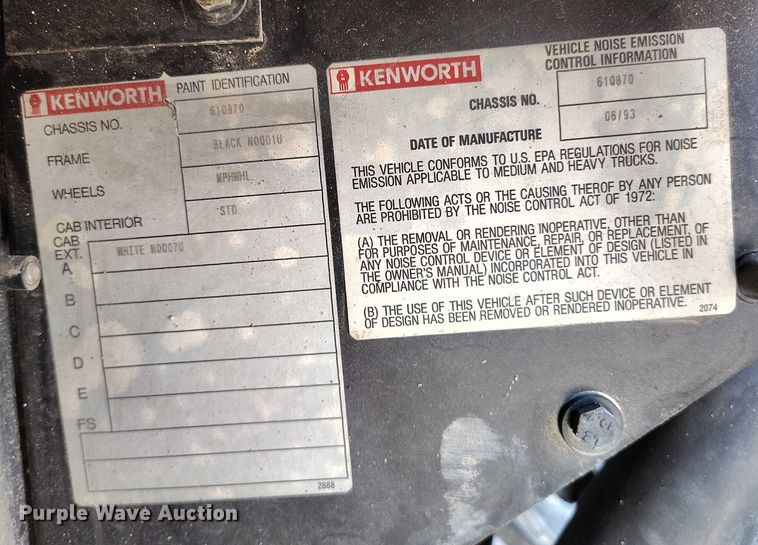 KENWORTH PAINT IDENTIFICATION
CHASSIS NO. 610870
FRAME BLACK N0001U
WHEELS WPHWHL
CAB INTERIOR STD
CAB
EXT.
A WHITE N0007U
B
C
D
E
FS
2888
KENWORTH
VEHICLE NOISE EMISSION
CONTROL INFORMATION
CHASSIS NO. 610870
DATE OF MANUFACTURE 06/93
THIS VEHICLE CONFORMS TO U.S. EPA REGULATIONS FOR NOISE
EMISSION APPLICABLE TO MEDIUM AND HEAVY TRUCKS.
THE FOLLOWING ACTS OR THE CAUSING THEROF BY ANY PERSON
ARE PROHIBITED BY THE NOISE CONTROL ACT OF 1972:
(A) THE REMOVAL OR RENDERING INOPERATIVE, OTHER THAN
FOR PURPOSES OF MAINTENANCE, REPAIR, OR REPLACEMENT, OF
ANY NOISE CONTROL DEVICE OR ELEMENT OF DESIGN (LISTED IN
THE OWNER'S MANUAL) INCORPORATED INTO THIS VEHICLE IN
COMPLIANCE WITH THE NOISE CONTROL ACT.
(B) THE USE OF THIS VEHICLE AFTER SUCH DEVICE OR ELEMENT
OF DESIGN HAS BEEN REMOVED OR RENDERED INOPERATIVE.
2074
Purple Wave Auction